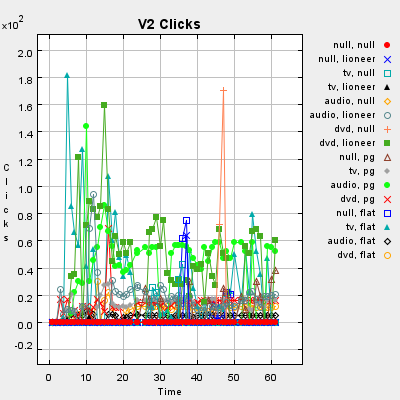 V2 Clicks
x10²
2.0
1.8
1.6
1.4
1.2
1.0
0.8
0.6
0.4
0.2
0.0
-0.2
Clicks
0
10
20
30
40
50
60
Time
null, null
null, lioneer
tv, null
tv, lioneer
audio, null
audio, lioneer
dvd, null
dvd, lioneer
null, pg
tv, pg
audio, pg
dvd, pg
null, flat
tv, flat
audio, flat
dvd, flat